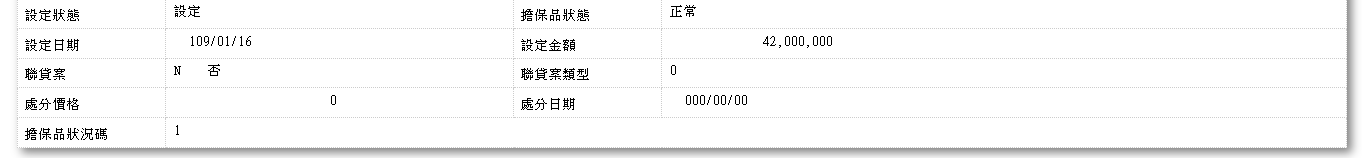 設定狀態 設定 擔保品狀態 正常
設定日期 109/01/16 設定金額 42,000,000
聯貸案 N 否 聯貸案類型 0
處分價格 0 處分日期 000/00/00
擔保品狀況碼 1